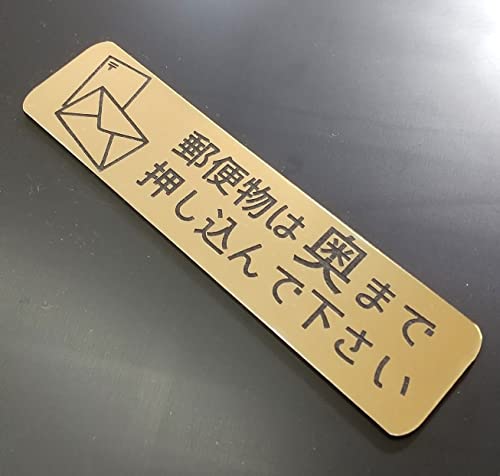 〒
郵便物は奥まで
押し込んで下さい